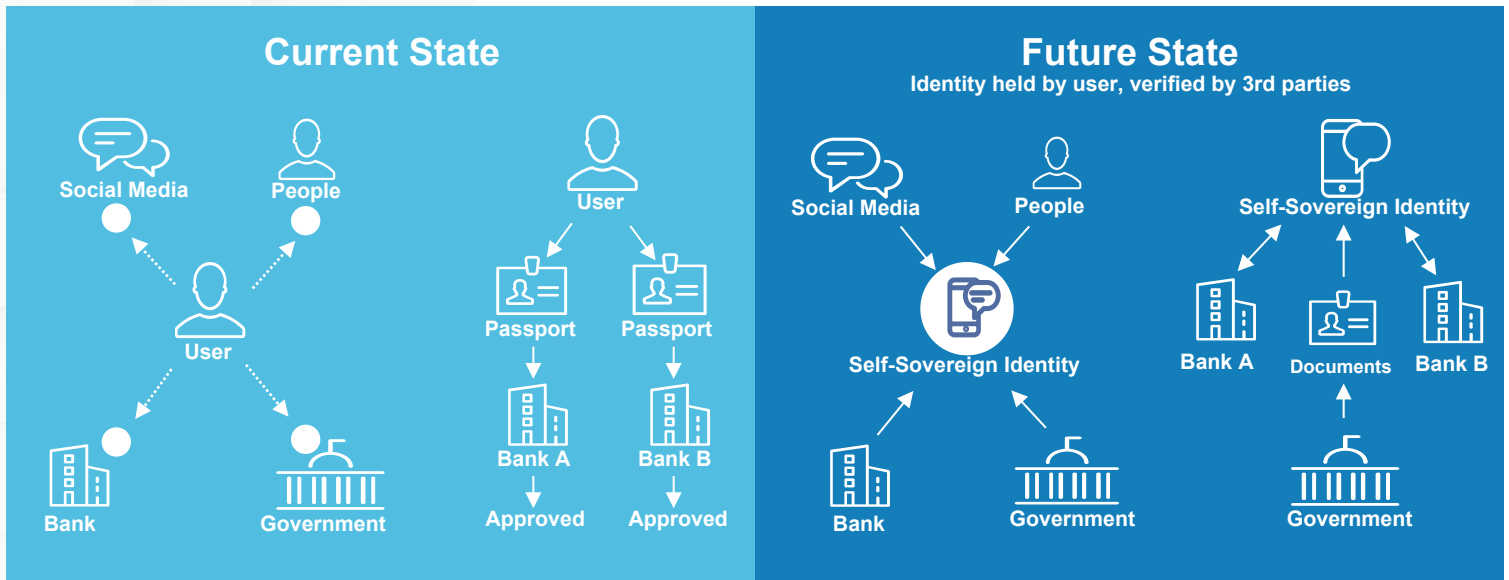 Current State
Social Media
People
User
Bank
Government
User
Passport
Passport
Bank A
Bank B
Approved
Approved
Future State
Identity held by user, verified by 3rd parties
Social Media
People
Self-Sovereign Identity
Bank
Government
Self-Sovereign Identity
Bank A
Documents
Bank B
Government